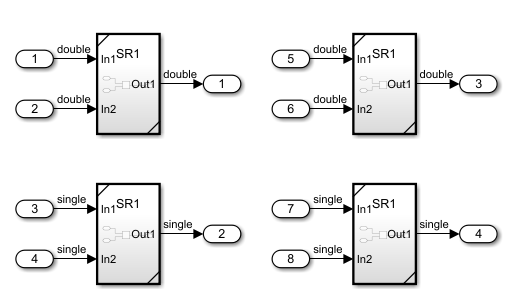 double double
1 In1 SR1 5 In1 SR1
double double
Out1 1 Out1 3
double double
2 In2 6 In2
single single
3 In1 SR1 7 In1 SR1
single single
Out1 2 Out1 4
single single
4 In2 8 In2